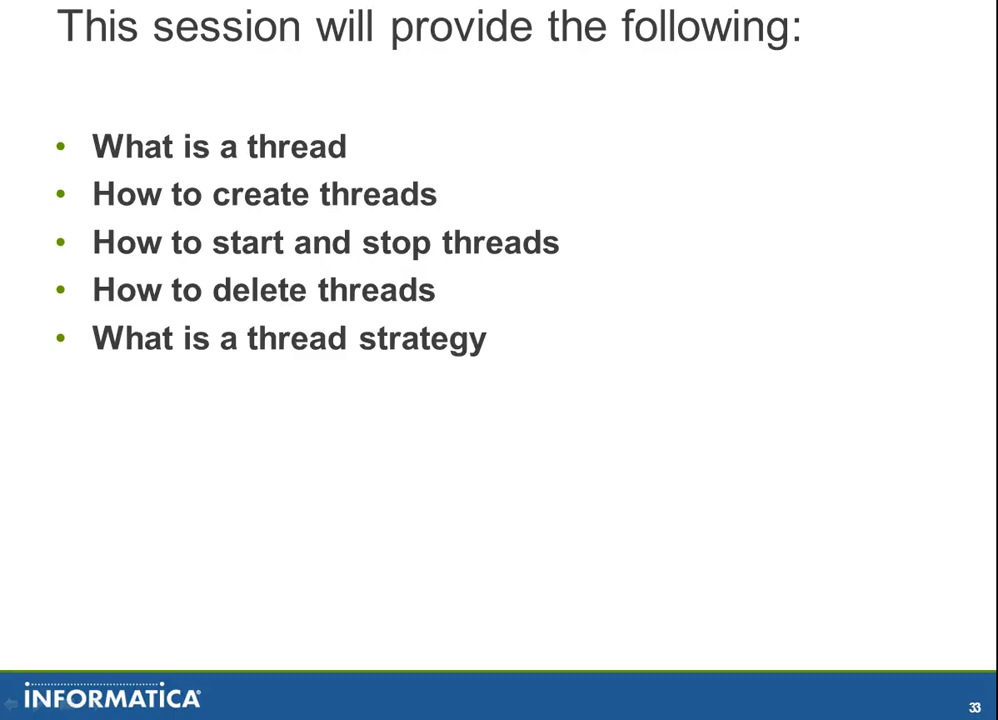 This session will provide the following:
• What is a thread
• How to create threads
• How to start and stop threads
• How to delete threads
• What is a thread strategy
INFORMATICA®
33